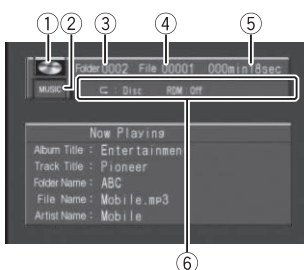 ① ② ③ ④ ⑤
Folder 0002 File 00001 000min18sec
MUSIC : Disc RDM Off
Now Playing
Album Title : Entertainmen
Track Title : Pioneer
Folder Name : ABC
File Name : Mobile.mp3
Artist Name : Mobile
⑥